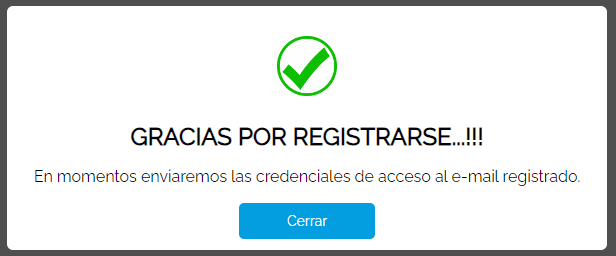 GRACIAS POR REGISTRARSE...!!!
En momentos enviaremos las credenciales de acceso al e-mail registrado.
Cerrar